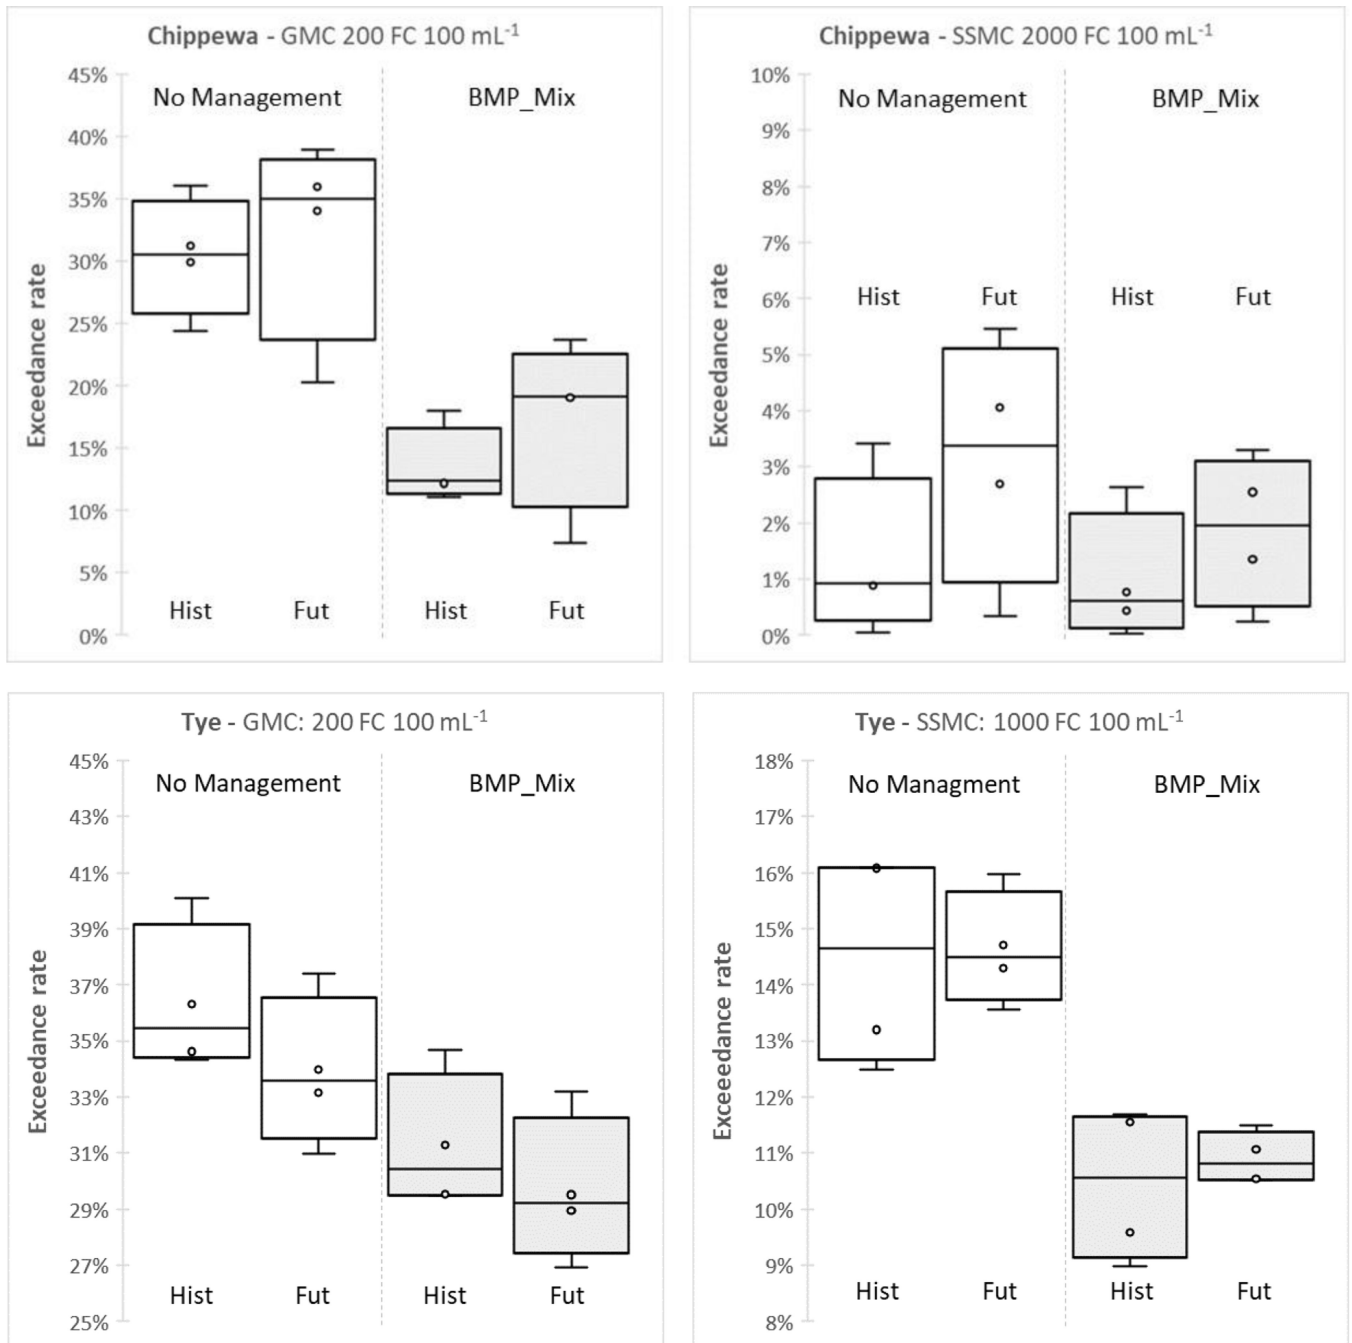 Chippewa - GMC 200 FC 100 mL-1
45%
No Management BMP_Mix
40%
35%
30%
25%
20%
15%
10%
5%
Hist Fut Hist Fut
0%
Exceedance rate
Chippewa - SSMC 2000 FC 100 mL-1
10%
No Management BMP_Mix
9%
8%
7%
6%
Hist Fut Hist Fut
5%
4%
3%
2%
1%
0%
Exceedance rate
Tye - GMC: 200 FC 100 mL-1
45%
No Management BMP_Mix
43%
41%
39%
37%
35%
33%
31%
29%
27%
Hist Fut Hist Fut
25%
Exceedance rate
Tye - SSMC: 1000 FC 100 mL-1
18%
No Managment BMP_Mix
17%
16%
15%
14%
13%
12%
11%
10%
9%
Hist Fut Hist Fut
8%
Exceedance rate